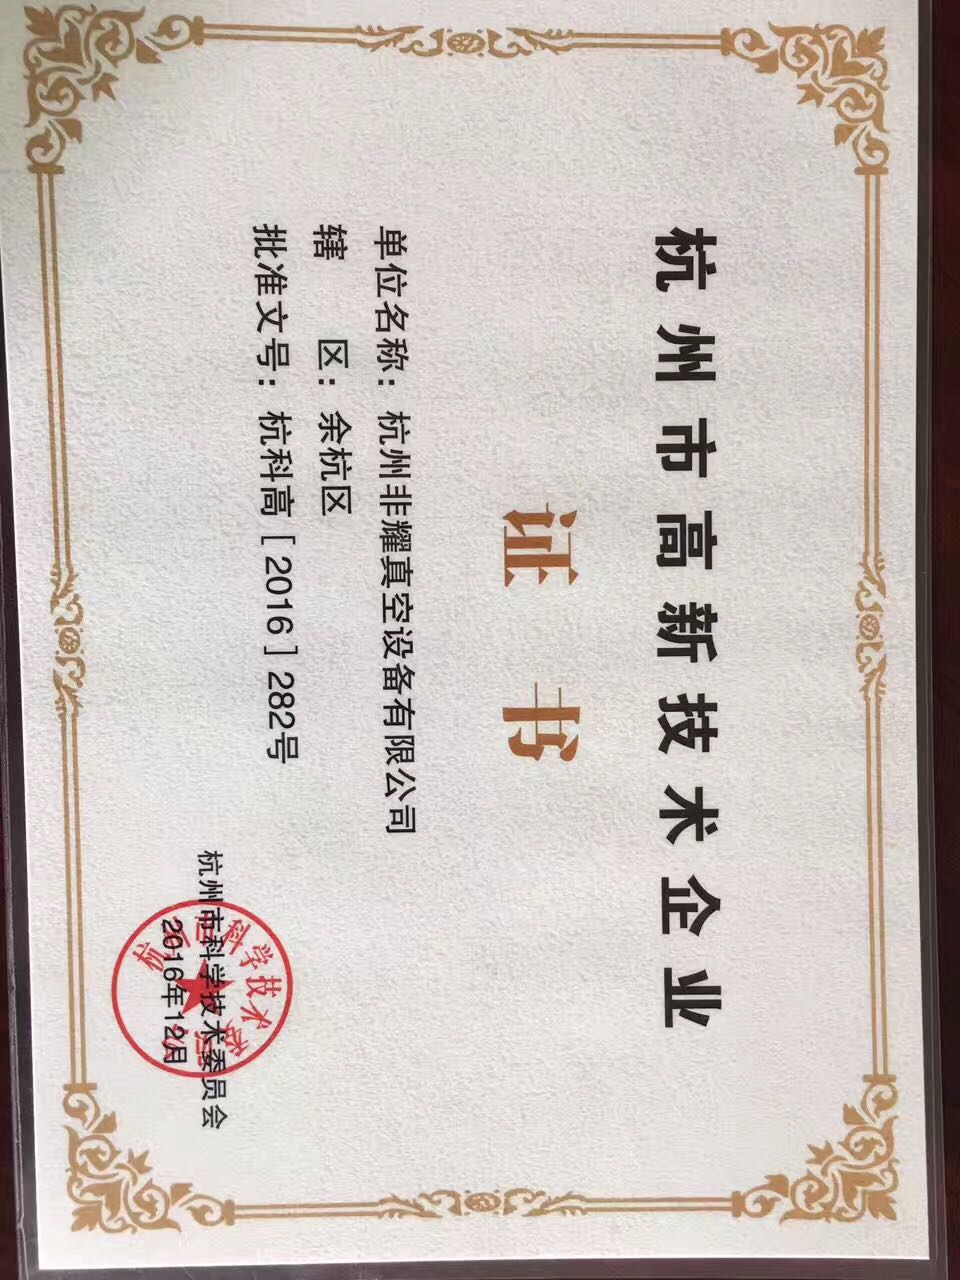 杭州市高新技术企业
证书
单位名称：杭州非耀真空设备有限公司
辖 区：余杭区
批准文号：杭科高[2016]282号
杭州市科学技术委员会
2016年12月